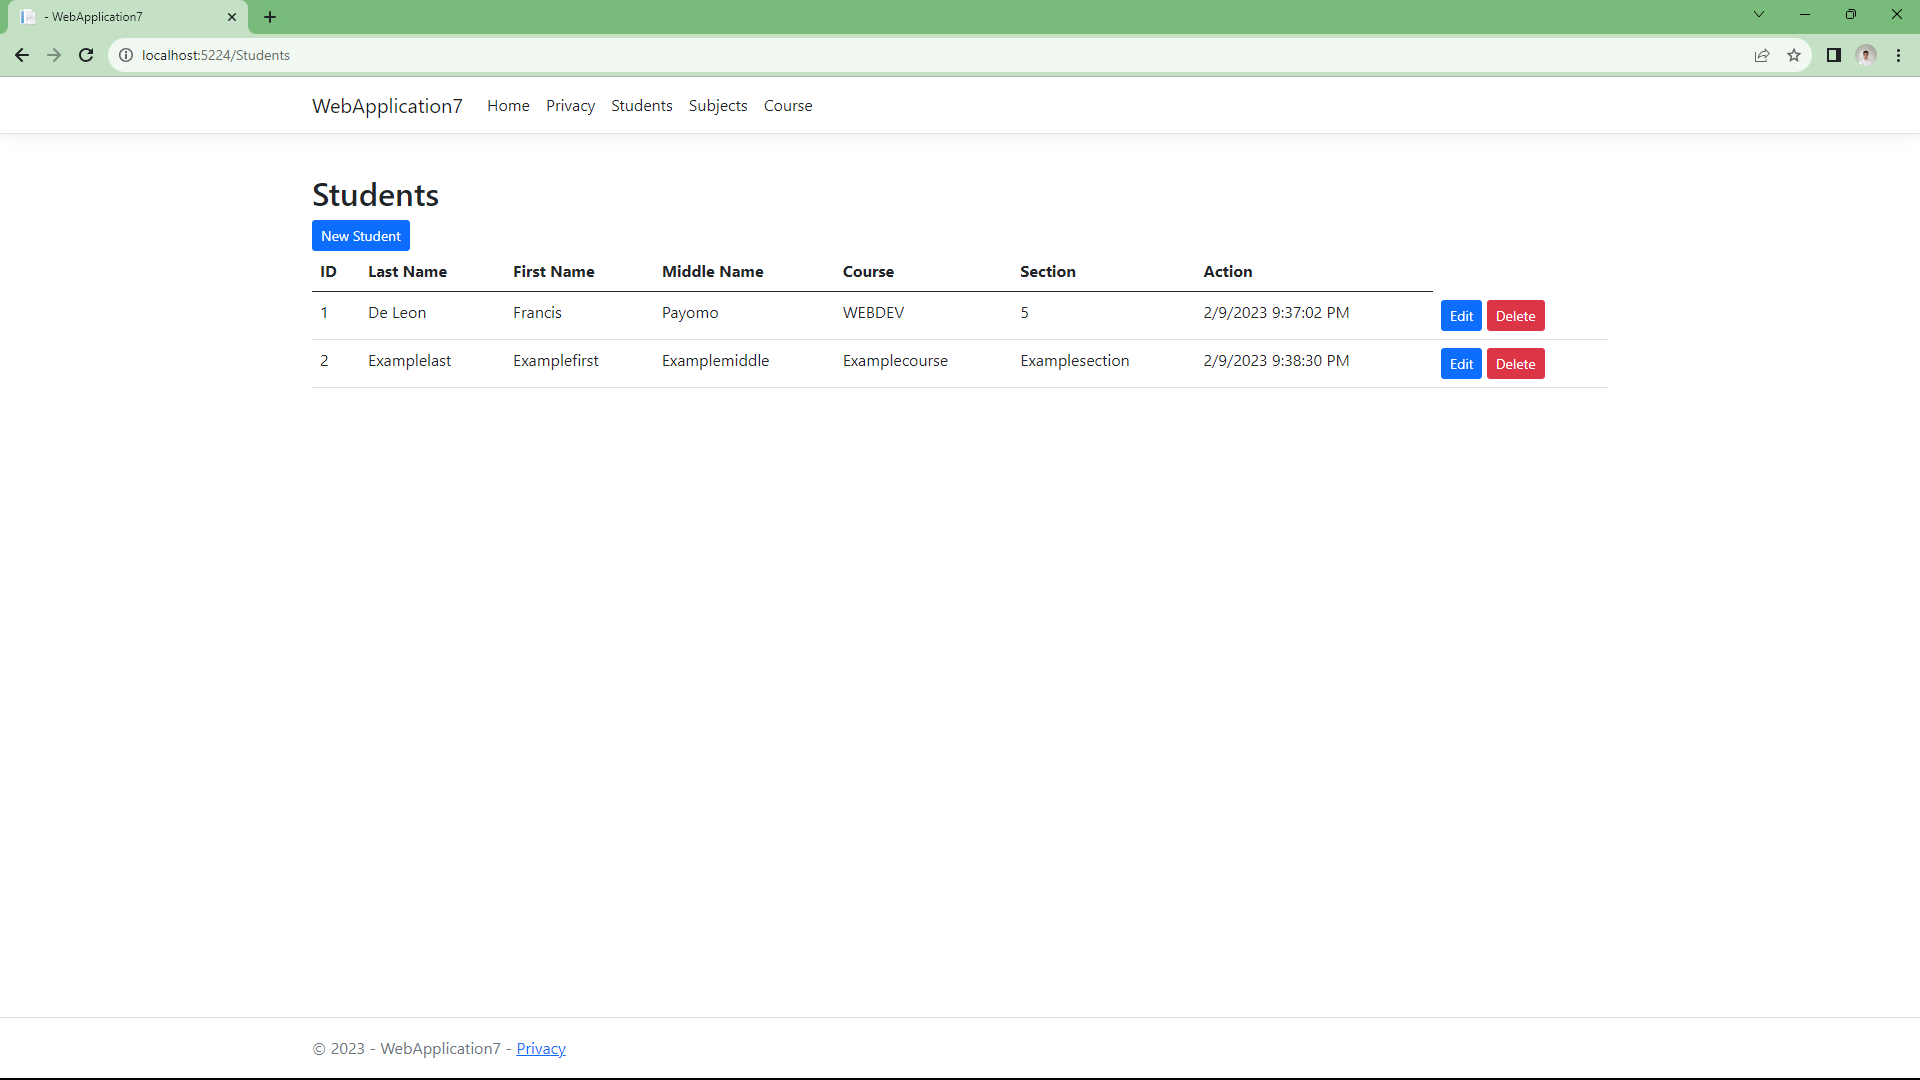 - WebApplication7
localhost:5224/Students
WebApplication7 Home Privacy Students Subjects Course
Students
New Student
ID Last Name First Name Middle Name Course Section Action
1 De Leon Francis Payomo WEBDEV 5 2/9/2023 9:37:02 PM Edit Delete
2 Examplelast Examplefirst Examplemiddle Examplecourse Examplesection 2/9/2023 9:38:30 PM Edit Delete
© 2023 - WebApplication7 - Privacy